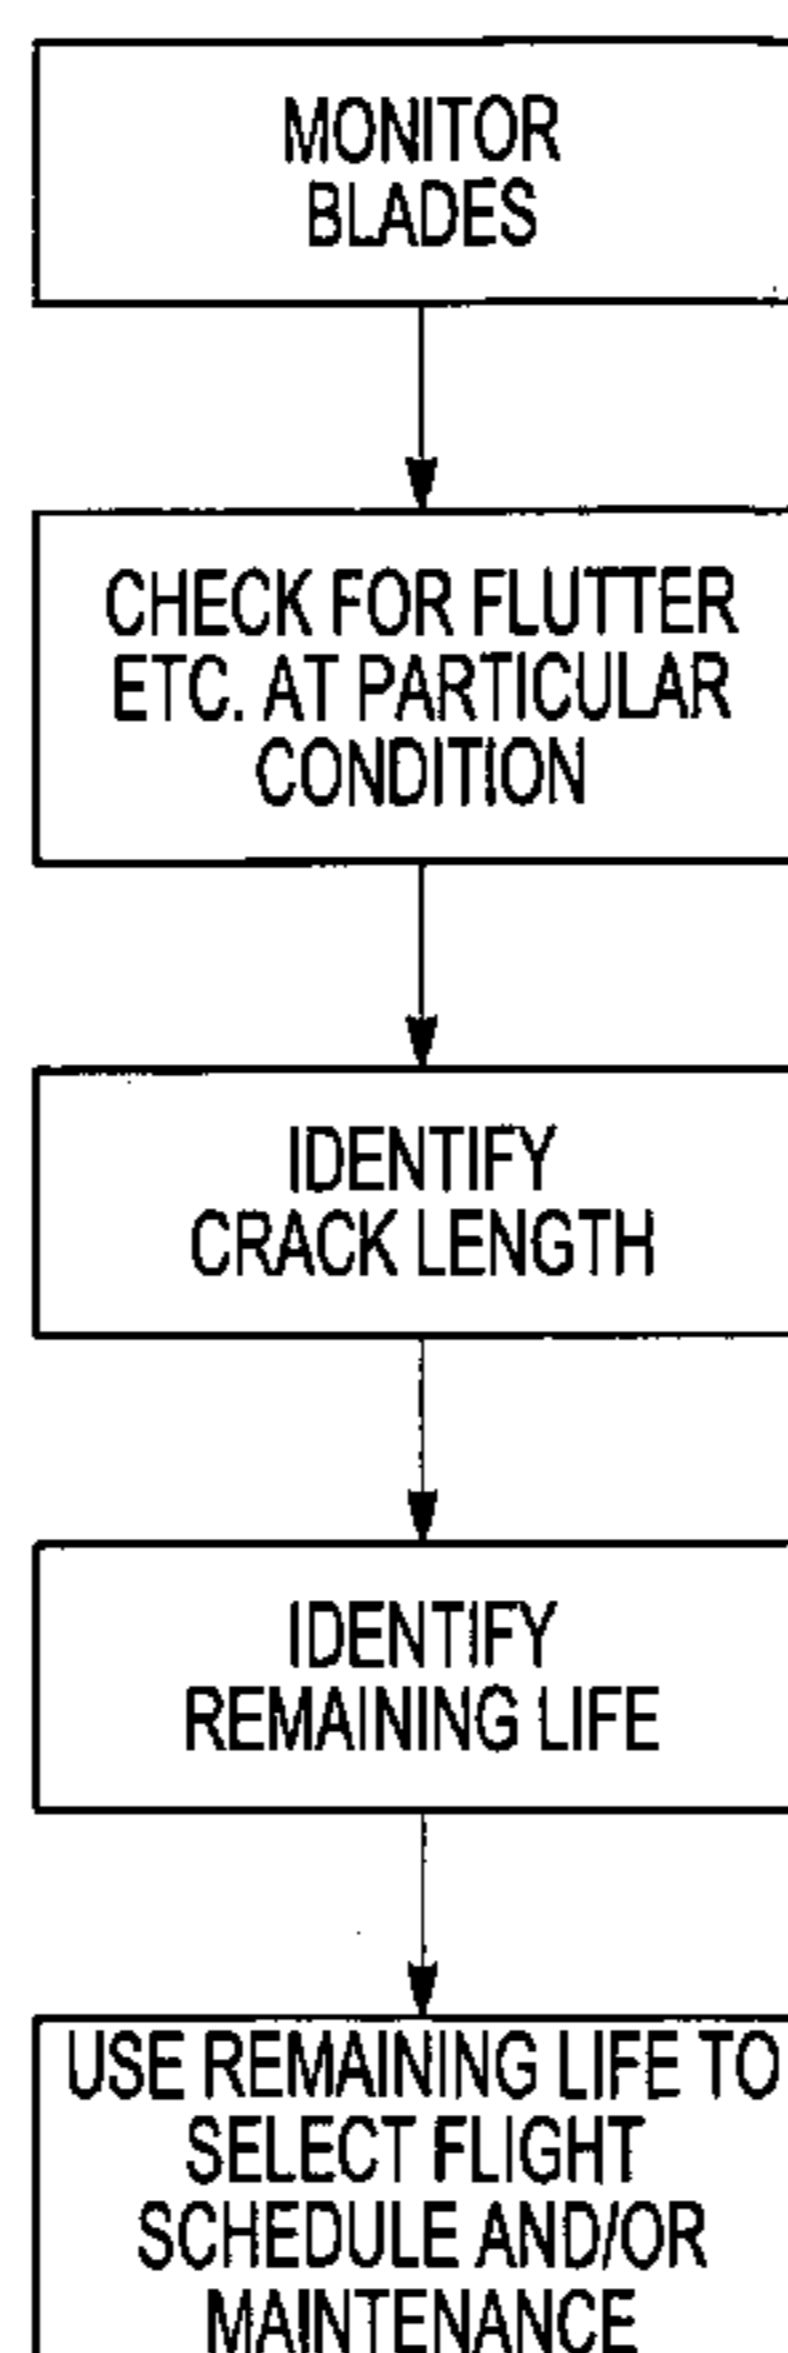 MONITOR
BLADES
CHECK FOR FLUTTER
ETC. AT PARTICULAR
CONDITION
IDENTIFY
CRACK LENGTH
IDENTIFY
REMAINING LIFE
USE REMAINING LIFE TO
SELECT FLIGHT
SCHEDULE AND/OR
MAINTENANCE